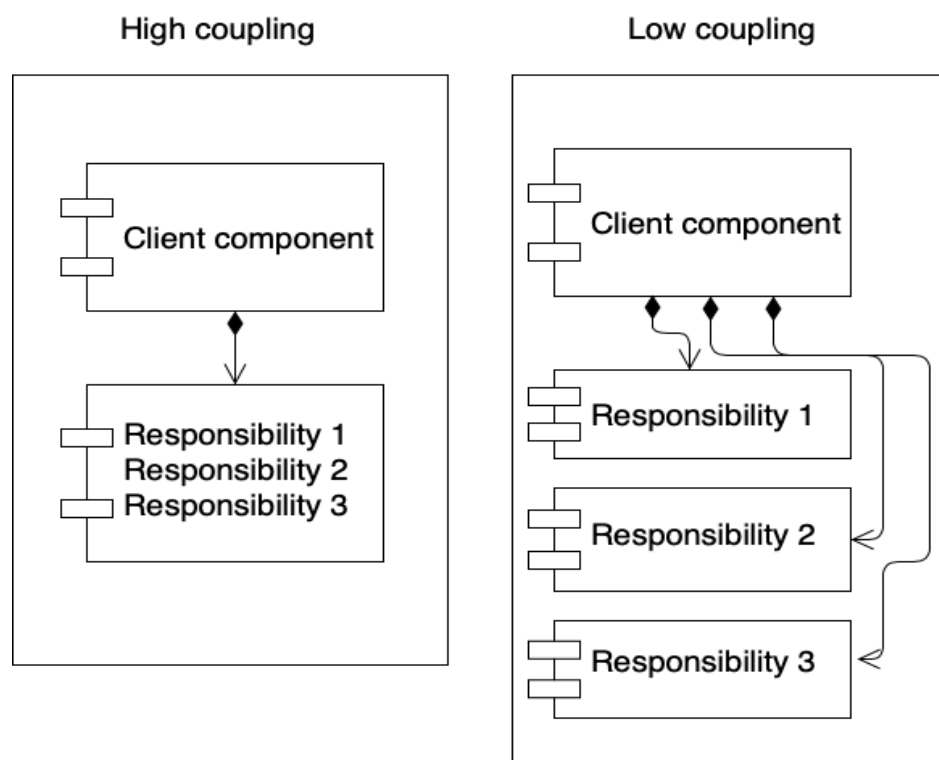 High coupling
Low coupling
Client component
Responsibility 1
Responsibility 2
Responsibility 3
Client component
Responsibility 1
Responsibility 2
Responsibility 3